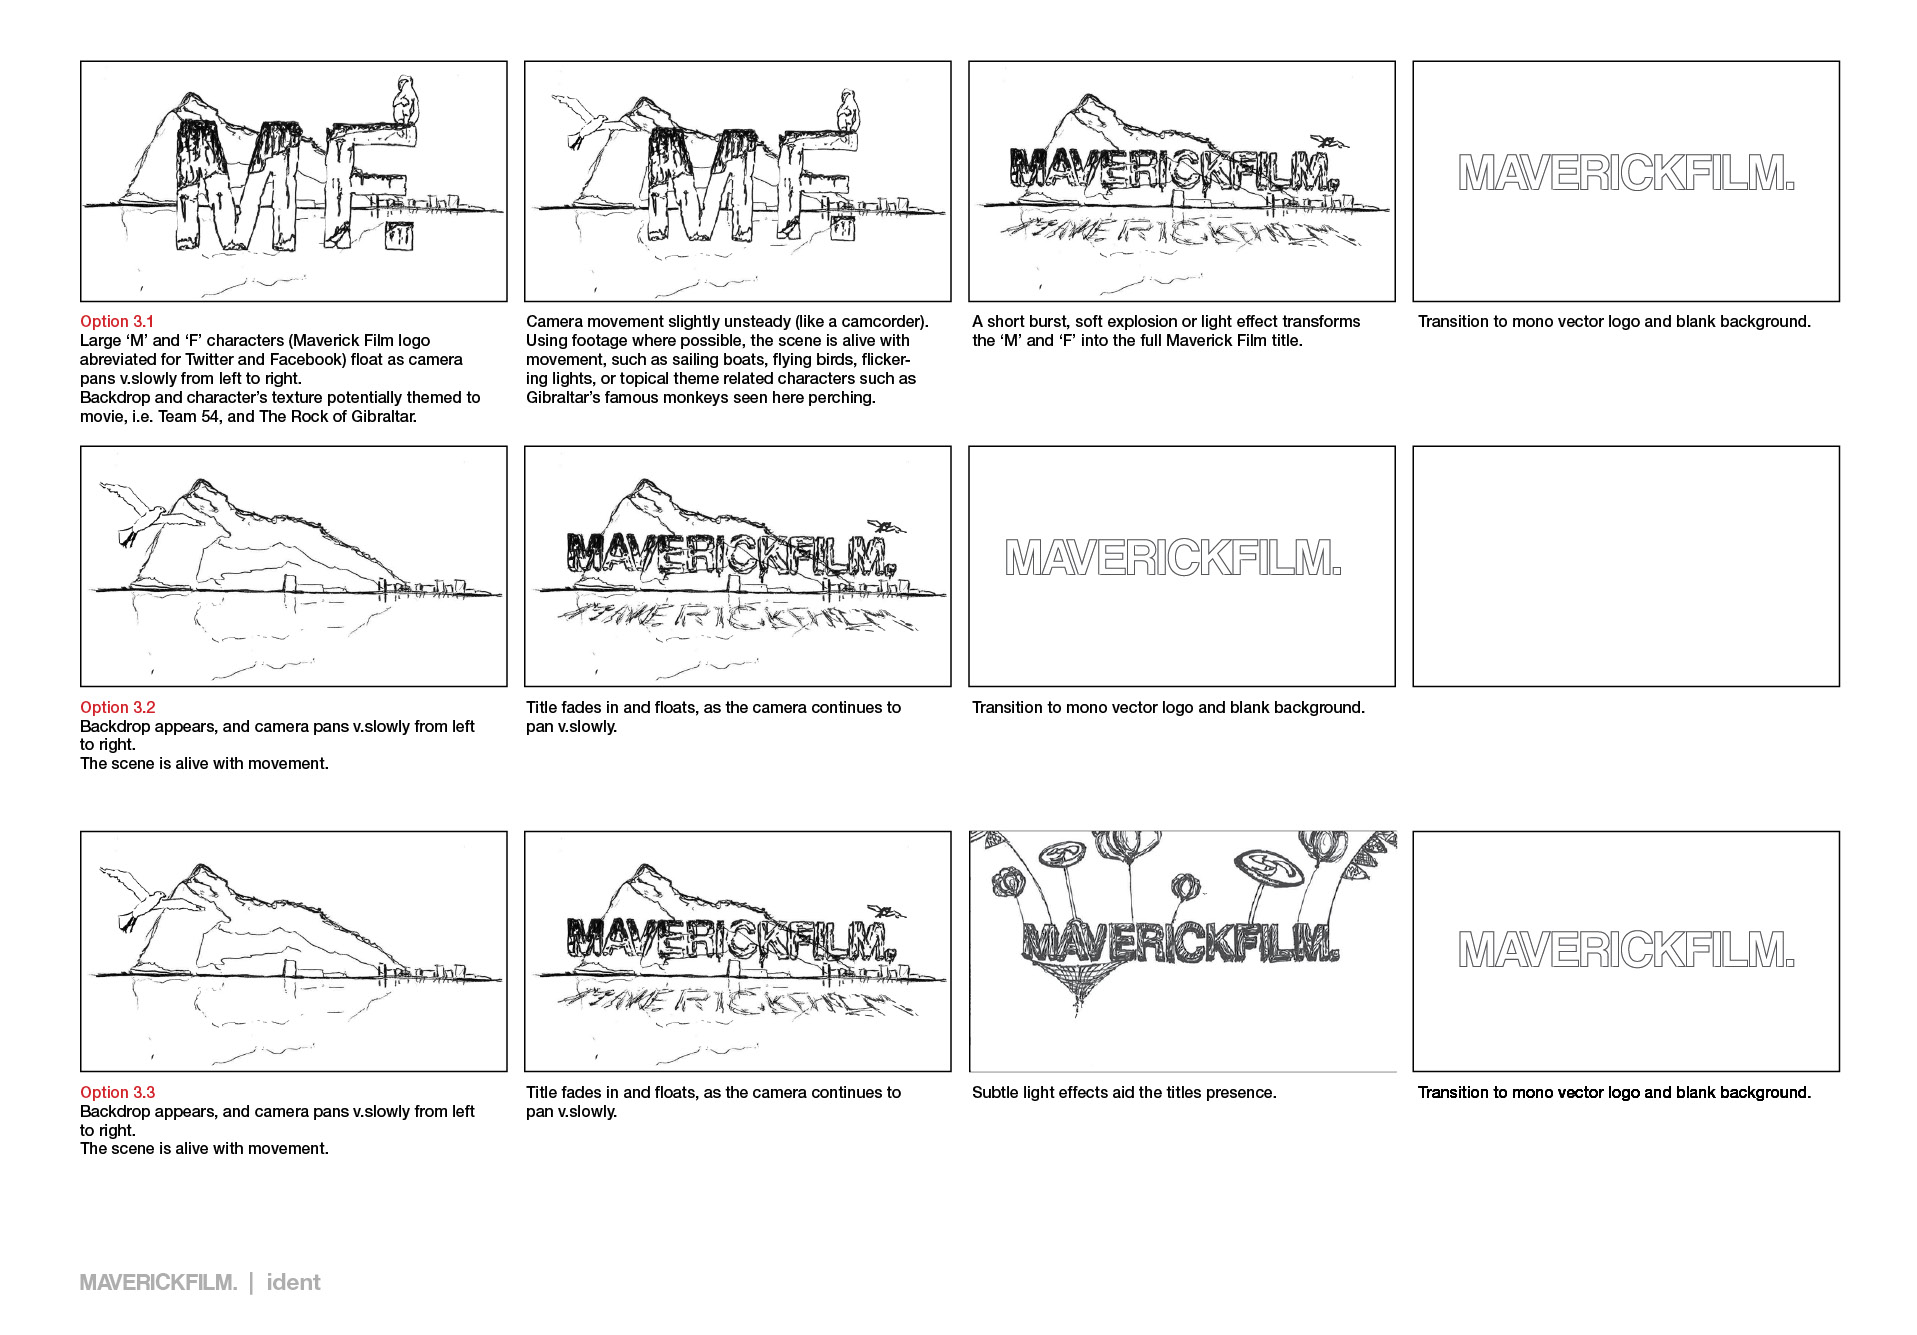 MF.
MF.
MAVERICKFILM.
MAVERICKFILM.
Option 3.1
Large ‘M’ and ‘F’ characters (Maverick Film logo
abreviated for Twitter and Facebook) float as camera
pans v.slowly from left to right.
Backdrop and character’s texture potentially themed to
movie, i.e. Team 54, and The Rock of Gibraltar.
Camera movement slightly unsteady (like a camcorder).
Using footage where possible, the scene is alive with
movement, such as sailing boats, flying birds, flicker-
ing lights, or topical theme related characters such as
Gibraltar’s famous monkeys seen here perching.
A short burst, soft explosion or light effect transforms
the ‘M’ and ‘F’ into the full Maverick Film title.
Transition to mono vector logo and blank background.
MAVERICKFILM.
MAVERICKFILM.
Option 3.2
Backdrop appears, and camera pans v.slowly from left
to right.
The scene is alive with movement.
Title fades in and floats, as the camera continues to
pan v.slowly.
Transition to mono vector logo and blank background.
MAVERICKFILM.
MAVERICKFILM.
MAVERICKFILM.
Option 3.3
Backdrop appears, and camera pans v.slowly from left
to right.
The scene is alive with movement.
Title fades in and floats, as the camera continues to
pan v.slowly.
Subtle light effects aid the titles presence.
Transition to mono vector logo and blank background.
MAVERICKFILM. | ident